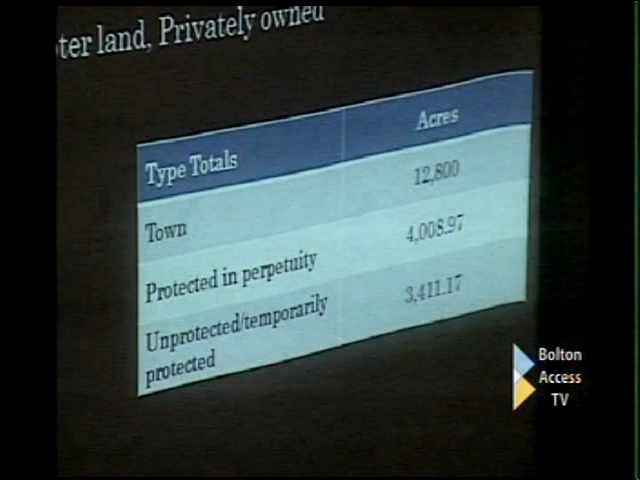 ter land, Privately owned
Type Totals Acres
Town 12,800
Protected in perpetuity 4,008.97
Unprotected/temporarily protected 3,411.17
Bolton
Access
TV